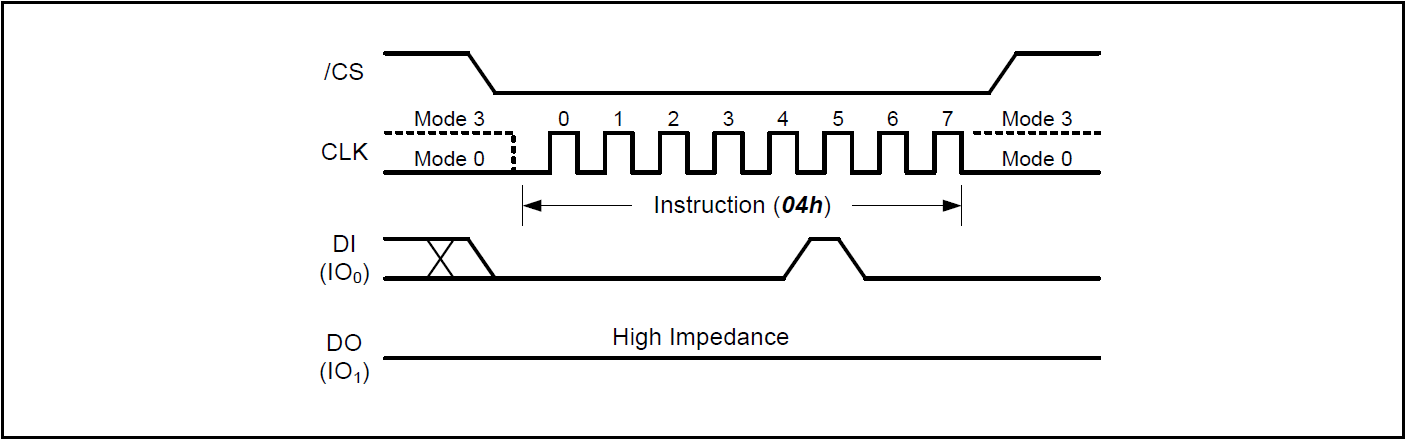 /CS
Mode 3 0 1 2 3 4 5 6 7 Mode 3
CLK
Mode 0 Mode 0
Instruction (04h)
DI
(IO0)
High Impedance
DO
(IO1)